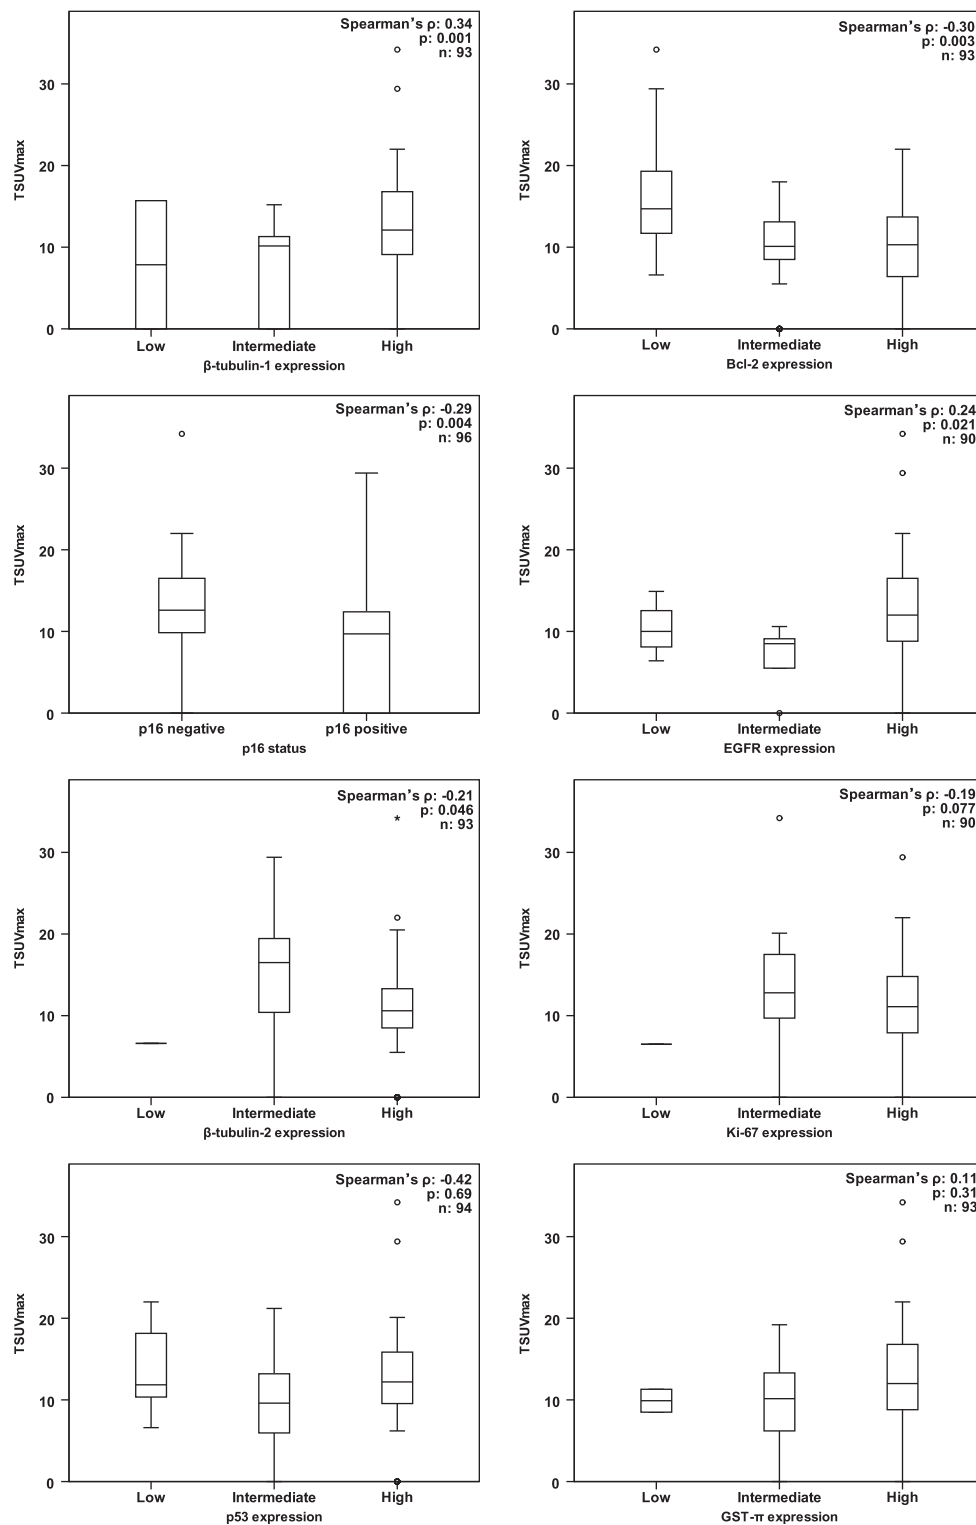 Spearman's ρ: 0.34
p: 0.001
n: 93
TSUVmax
30
20
10
0
Low Intermediate High
β-tubulin-1 expression
Spearman's ρ: -0.30
p: 0.003
n: 93
TSUVmax
30
20
10
0
Low Intermediate High
Bcl-2 expression
Spearman's ρ: -0.29
p: 0.004
n: 96
TSUVmax
30
20
10
0
p16 negative p16 positive
p16 status
Spearman's ρ: 0.24
p: 0.021
n: 90
TSUVmax
30
20
10
0
Low Intermediate High
EGFR expression
Spearman's ρ: -0.21
p: 0.046
n: 93
TSUVmax
30
20
10
0
Low Intermediate High
β-tubulin-2 expression
Spearman's ρ: -0.19
p: 0.077
n: 90
TSUVmax
30
20
10
0
Low Intermediate High
Ki-67 expression
Spearman's ρ: -0.42
p: 0.69
n: 94
TSUVmax
30
20
10
0
Low Intermediate High
p53 expression
Spearman's ρ: 0.11
p: 0.31
n: 93
TSUVmax
30
20
10
0
Low Intermediate High
GST-π expression